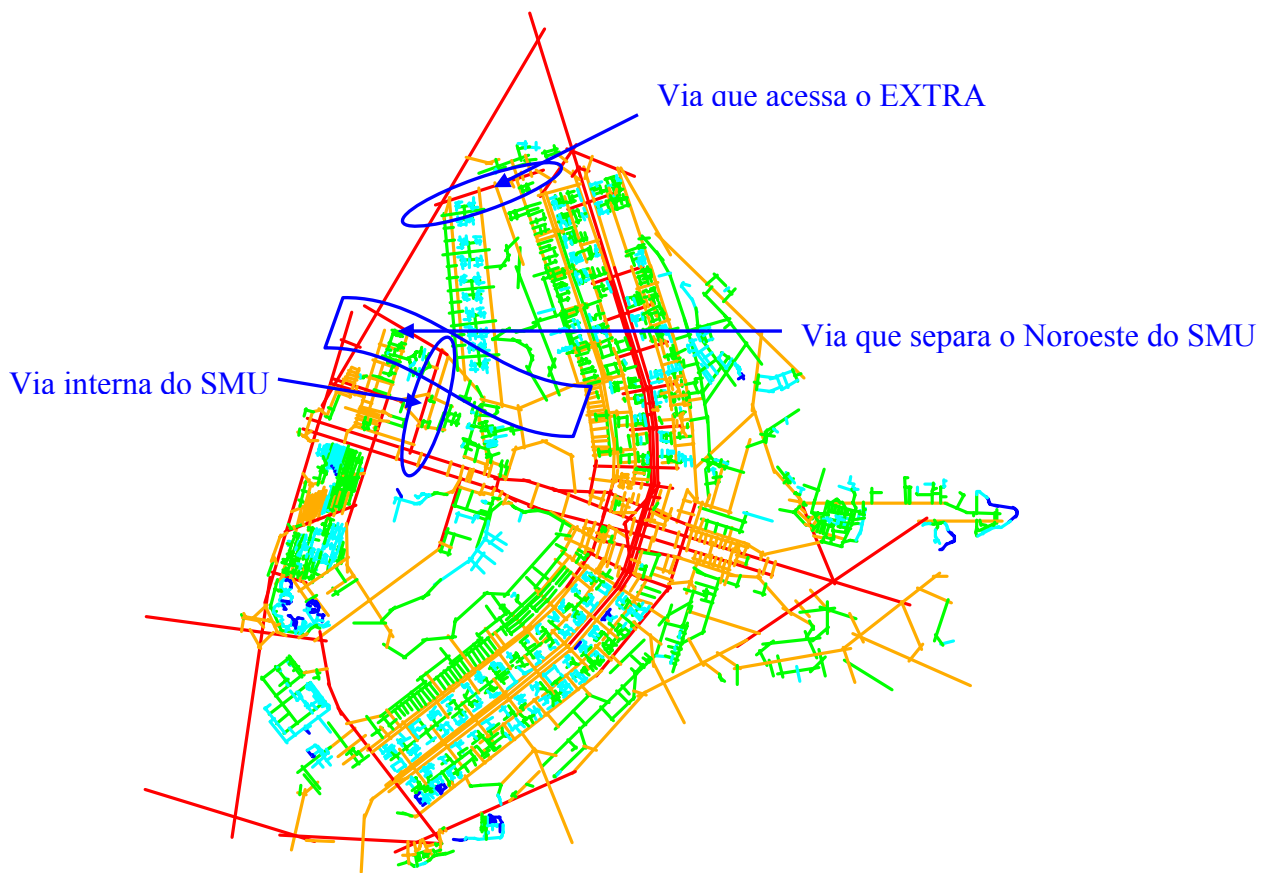 Via que acessa o EXTRA
Via que separa o Noroeste do SMU
Via interna do SMU